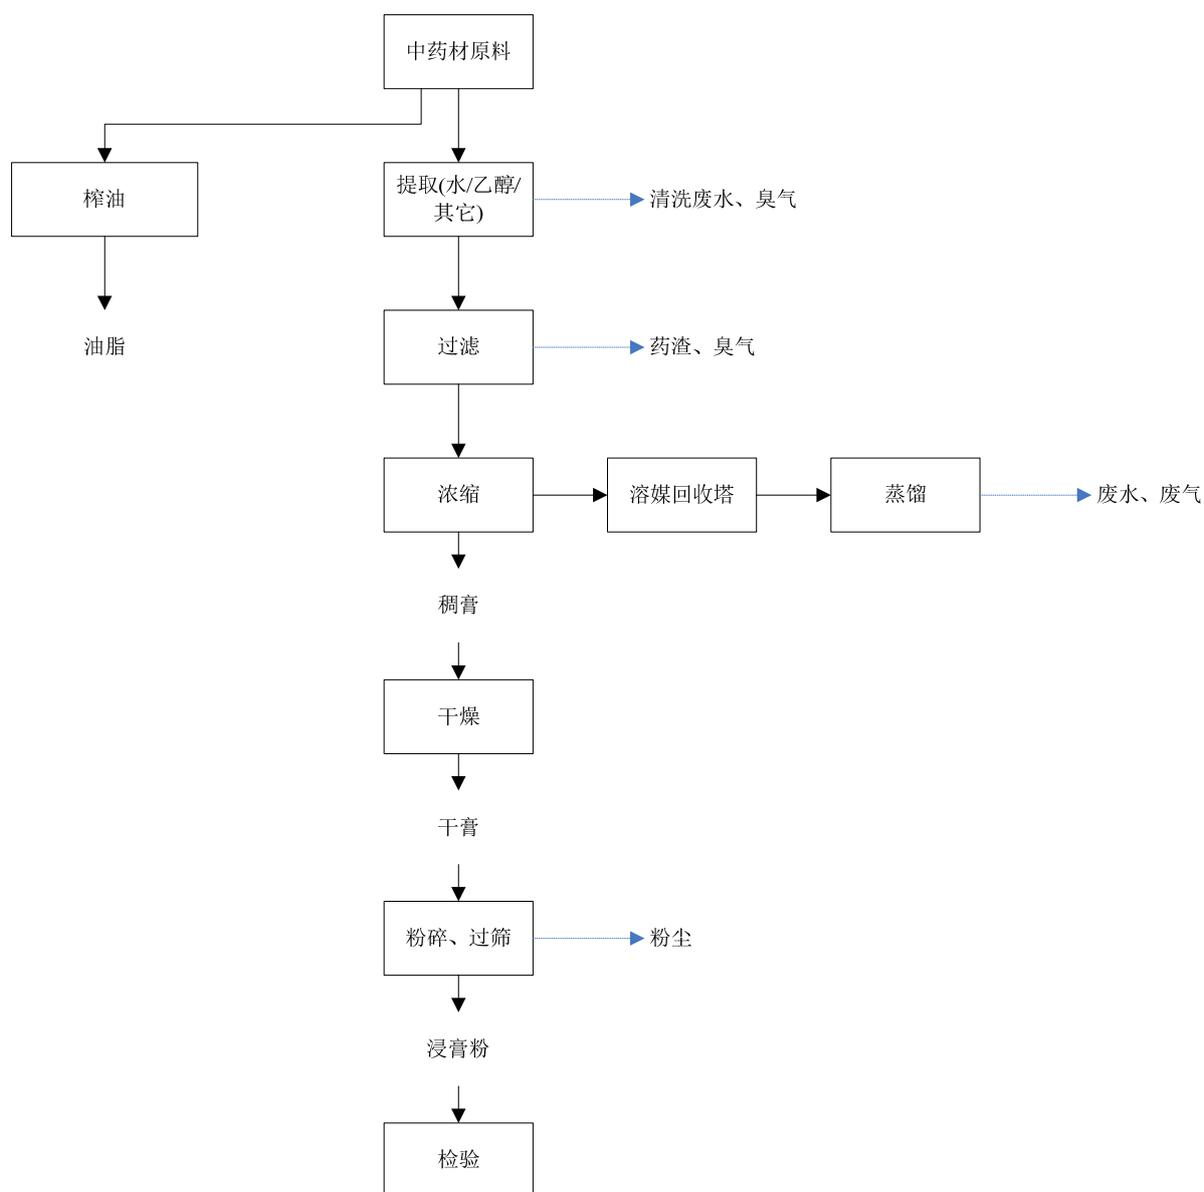 中药材原料
榨油
提取(水/乙醇/
其它)
清洗废水、臭气
油脂
过滤
药渣、臭气
浓缩
溶媒回收塔
蒸馏
废水、废气
稠膏
干燥
干膏
粉碎、过筛
粉尘
浸膏粉
检验